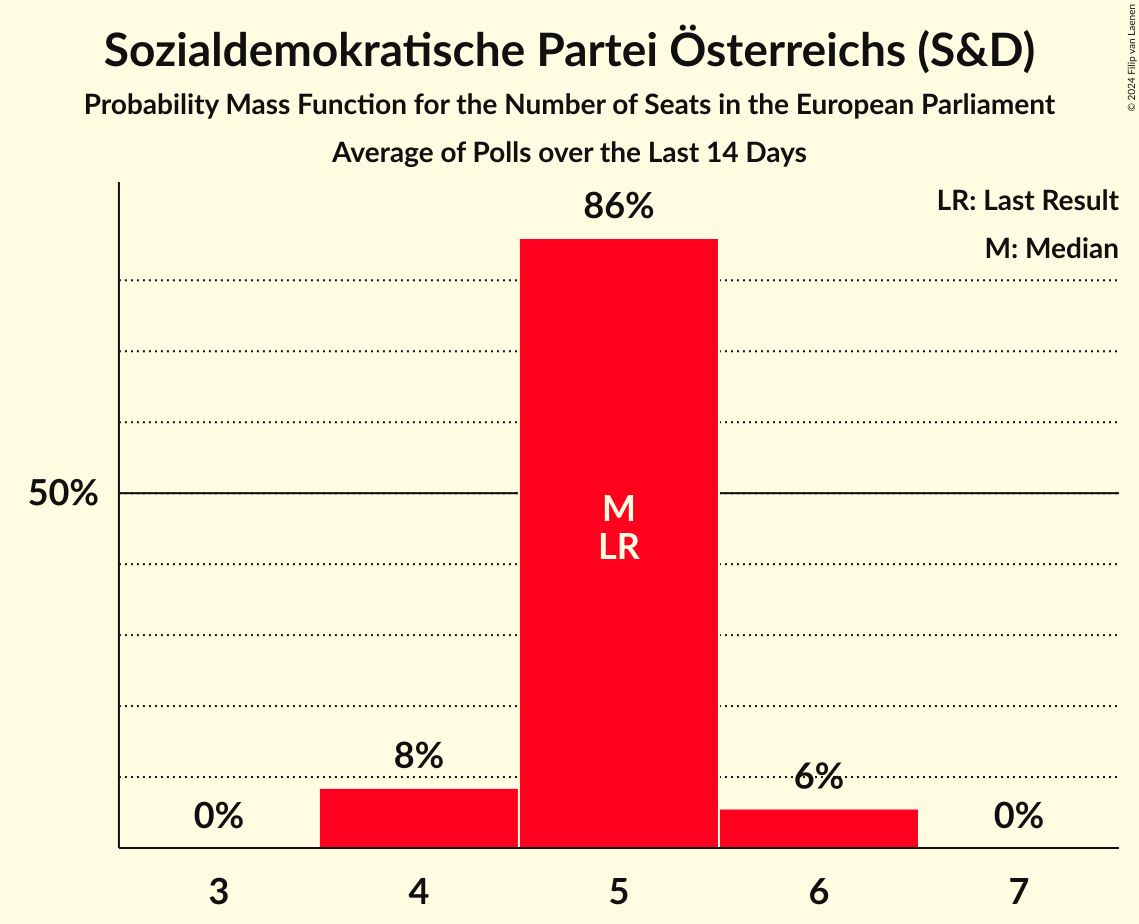 Sozialdemokratische Partei Österreichs (S&D)
Probability Mass Function for the Number of Seats in the European Parliament
Average of Polls over the Last 14 Days
© 2024 Filip van Laenen
LR: Last Result
M: Median
86%
50%
M
LR
8%
6%
0%
0%
3 4 5 6 7